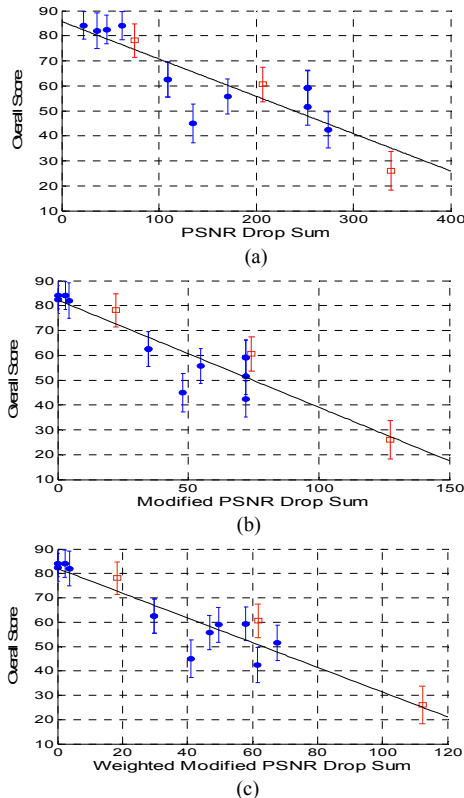 90
80
70
60
50
40
30
20
10
Overall Score
0 100 200 300 400
PSNR Drop Sum
(a)
90
80
70
60
50
40
30
20
10
Overall Score
0 50 100 150
Modified PSNR Drop Sum
(b)
90
80
70
60
50
40
30
20
10
Overall Score
0 20 40 60 80 100 120
Weighted Modified PSNR Drop Sum
(c)